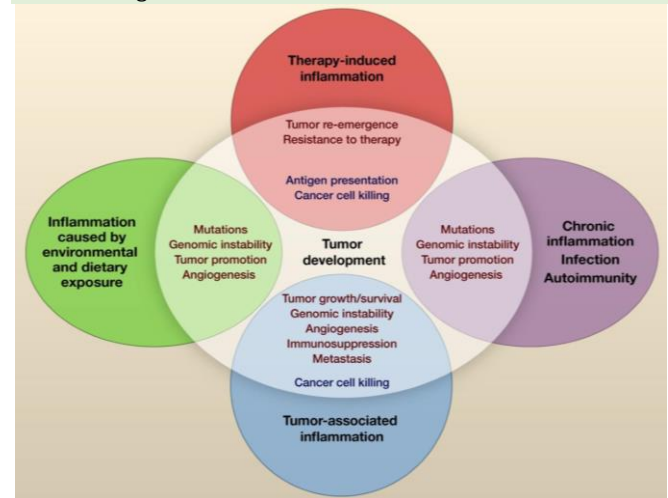 Therapy-induced
inflammation
Tumor re-emergence
Resistance to therapy
Antigen presentation
Cancer cell killing
Inflammation
caused by
environmental
and dietary
exposure
Mutations
Genomic instability
Tumor promotion
Angiogenesis
Tumor
development
Mutations
Genomic instability
Tumor promotion
Angiogenesis
Chronic
inflammation
Infection
Autoimmunity
Tumor growth/survival
Genomic instability
Angiogenesis
Immunosuppression
Metastasis
Cancer cell killing
Tumor-associated
inflammation